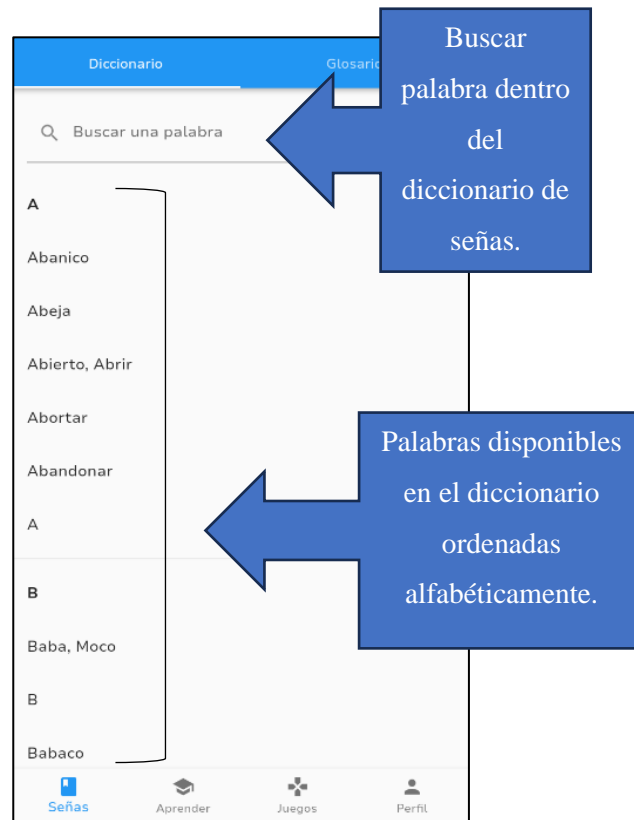 Diccionario
Glosario
Buscar una palabra
Buscar
palabra dentro
del
diccionario de
señas.
A
Abanico
Abeja
Abierto, Abrir
Abortar
Abandonar
A
Palabras disponibles
en el diccionario
ordenadas
alfabéticamente.
B
Baba, Moco
B
Babaco
Señas
Aprender
Juegos
Perfil